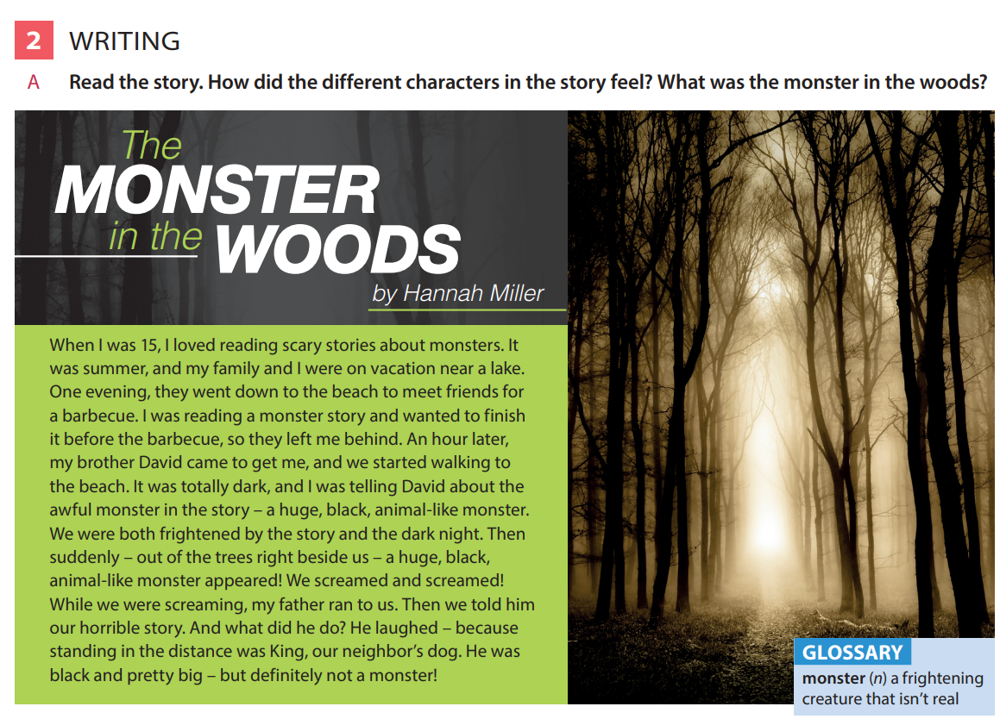 2 WRITING
A Read the story. How did the different characters in the story feel? What was the monster in the woods?
The
MONSTER
in the WOODS
by Hannah Miller
When I was 15, I loved reading scary stories about monsters. It
was summer, and my family and I were on vacation near a lake.
One evening, they went down to the beach to meet friends for
a barbecue. I was reading a monster story and wanted to finish
it before the barbecue, so they left me behind. An hour later,
my brother David came to get me, and we started walking to
the beach. It was totally dark, and I was telling David about the
awful monster in the story – a huge, black, animal-like monster.
We were both frightened by the story and the dark night. Then
suddenly – out of the trees right beside us – a huge, black,
animal-like monster appeared! We screamed and screamed!
While we were screaming, my father ran to us. Then we told him
our horrible story. And what did he do? He laughed – because
standing in the distance was King, our neighbor's dog. He was
black and pretty big – but definitely not a monster!
GLOSSARY
monster (n) a frightening
creature that isn't real